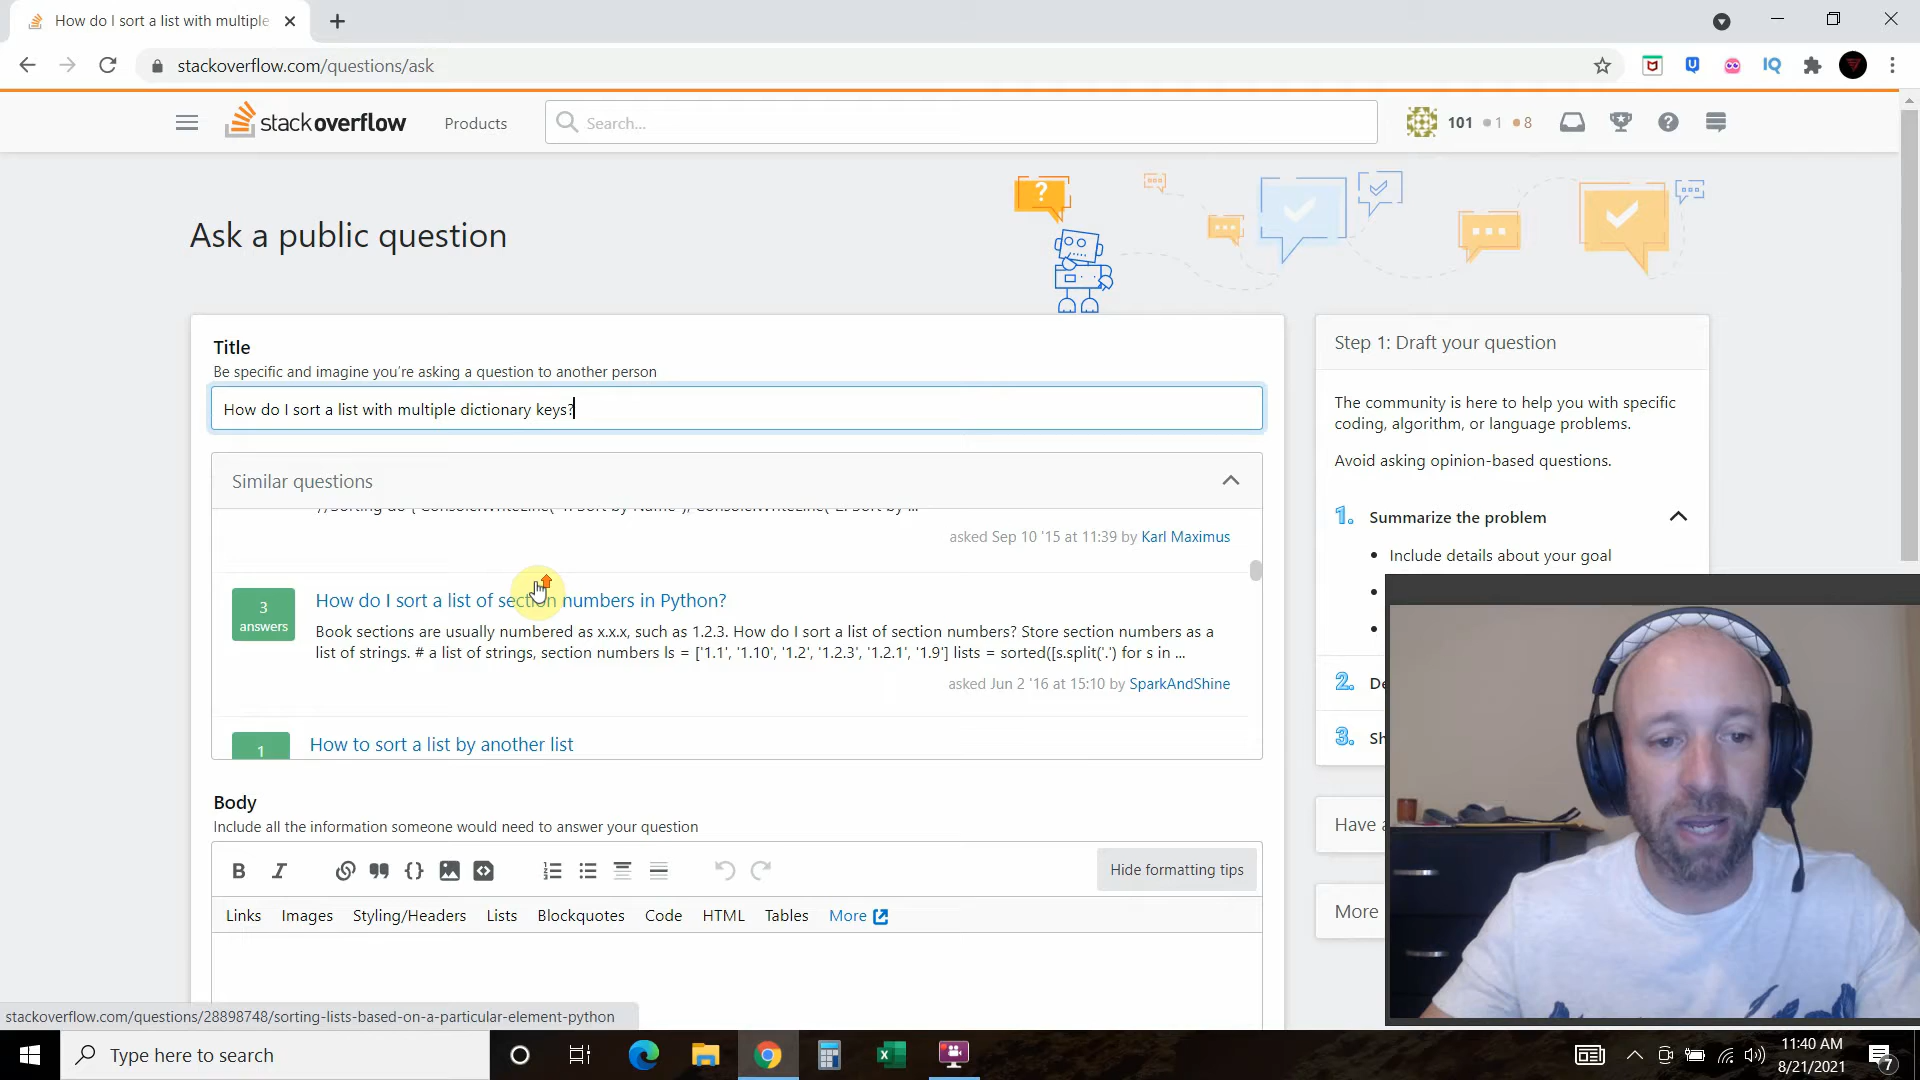 How do I sort a list with multiple
stackoverflow.com/questions/ask
stackoverflow
Products
Search...
101 1 8
Ask a public question
Title
Be specific and imagine you're asking a question to another person
How do I sort a list with multiple dictionary keys?
Similar questions
asked Sep 10 '15 at 11:39 by Karl Maximus
3
answers
How do I sort a list of section numbers in Python?
Book sections are usually numbered as x.x.x, such as 1.2.3. How do I sort a list of section numbers? Store section numbers as a
list of strings. # a list of strings, section numbers ls = ['1.1', '1.10', '1.2', '1.2.3', '1.2.1', '1.9'] lists = sorted([s.split('.') for s in ...
asked Jun 2 '16 at 15:10 by SparkAndShine
1
How to sort a list by another list
Body
Include all the information someone would need to answer your question
Hide formatting tips
Links Images Styling/Headers Lists Blockquotes Code HTML Tables More
Step 1: Draft your question
The community is here to help you with specific
coding, algorithm, or language problems.
Avoid asking opinion-based questions.
1. Summarize the problem
Include details about your goal
2. De
3. Sh
Have a
More
stackoverflow.com/questions/28898748/sorting-lists-based-on-a-particular-element-python
Type here to search
11:40 AM
8/21/2021
7